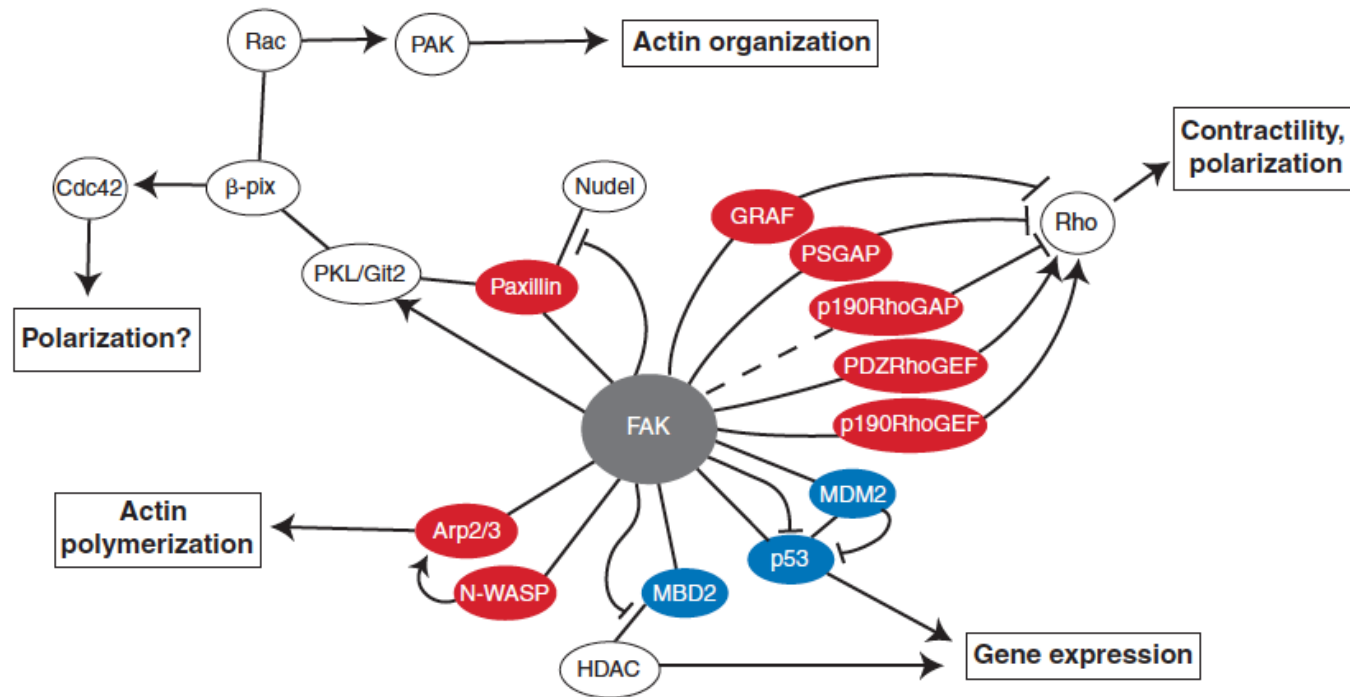 Rac
PAK
Actin organization
Contractility,
polarization
Cdc42
β-pix
Nudel
GRAF
Rho
PSGAP
PKL/Git2
Paxillin
p190RhoGAP
Polarization?
PDZRhoGEF
FAK
p190RhoGEF
MDM2
Actin
polymerization
Arp2/3
p53
N-WASP
MBD2
HDAC
Gene expression